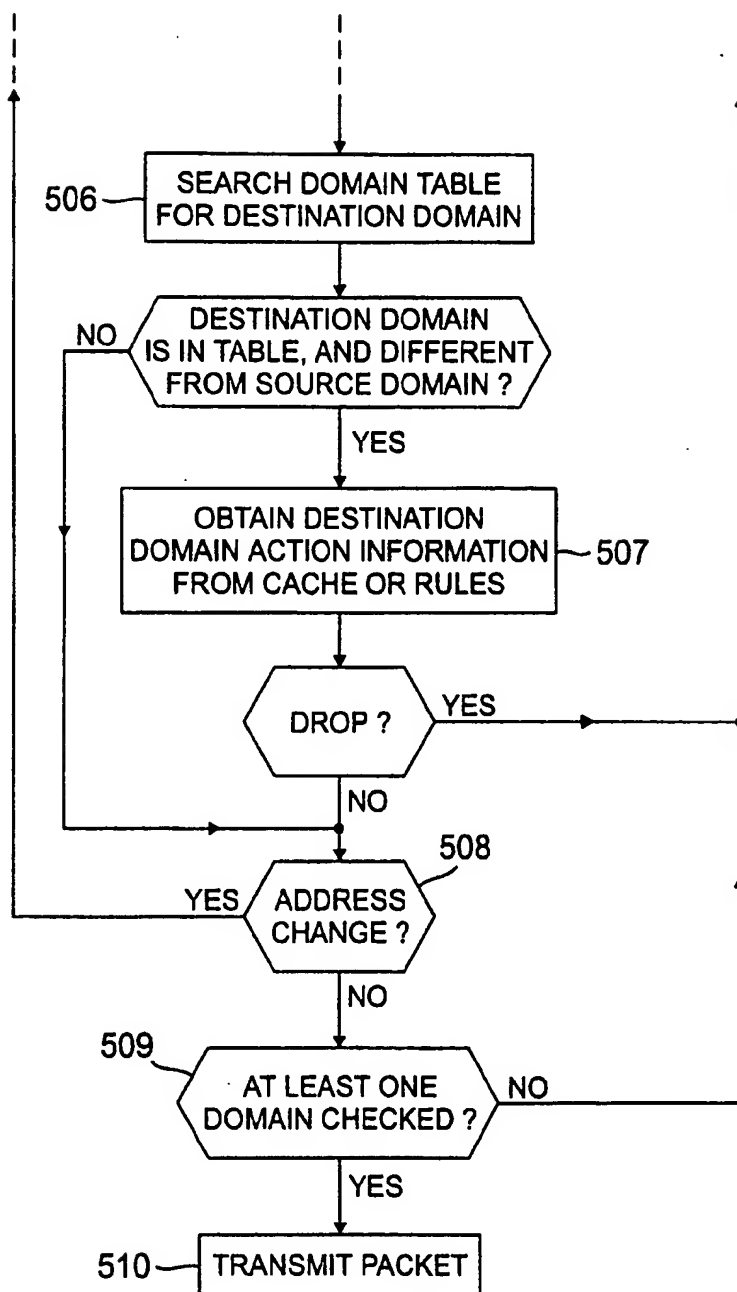 506
SEARCH DOMAIN TABLE
FOR DESTINATION DOMAIN
NO
DESTINATION DOMAIN
IS IN TABLE, AND DIFFERENT
FROM SOURCE DOMAIN ?
YES
OBTAIN DESTINATION
DOMAIN ACTION INFORMATION
FROM CACHE OR RULES
507
DROP ?
YES
NO
508
YES
ADDRESS
CHANGE ?
NO
509
AT LEAST ONE
DOMAIN CHECKED ?
NO
YES
510
TRANSMIT PACKET